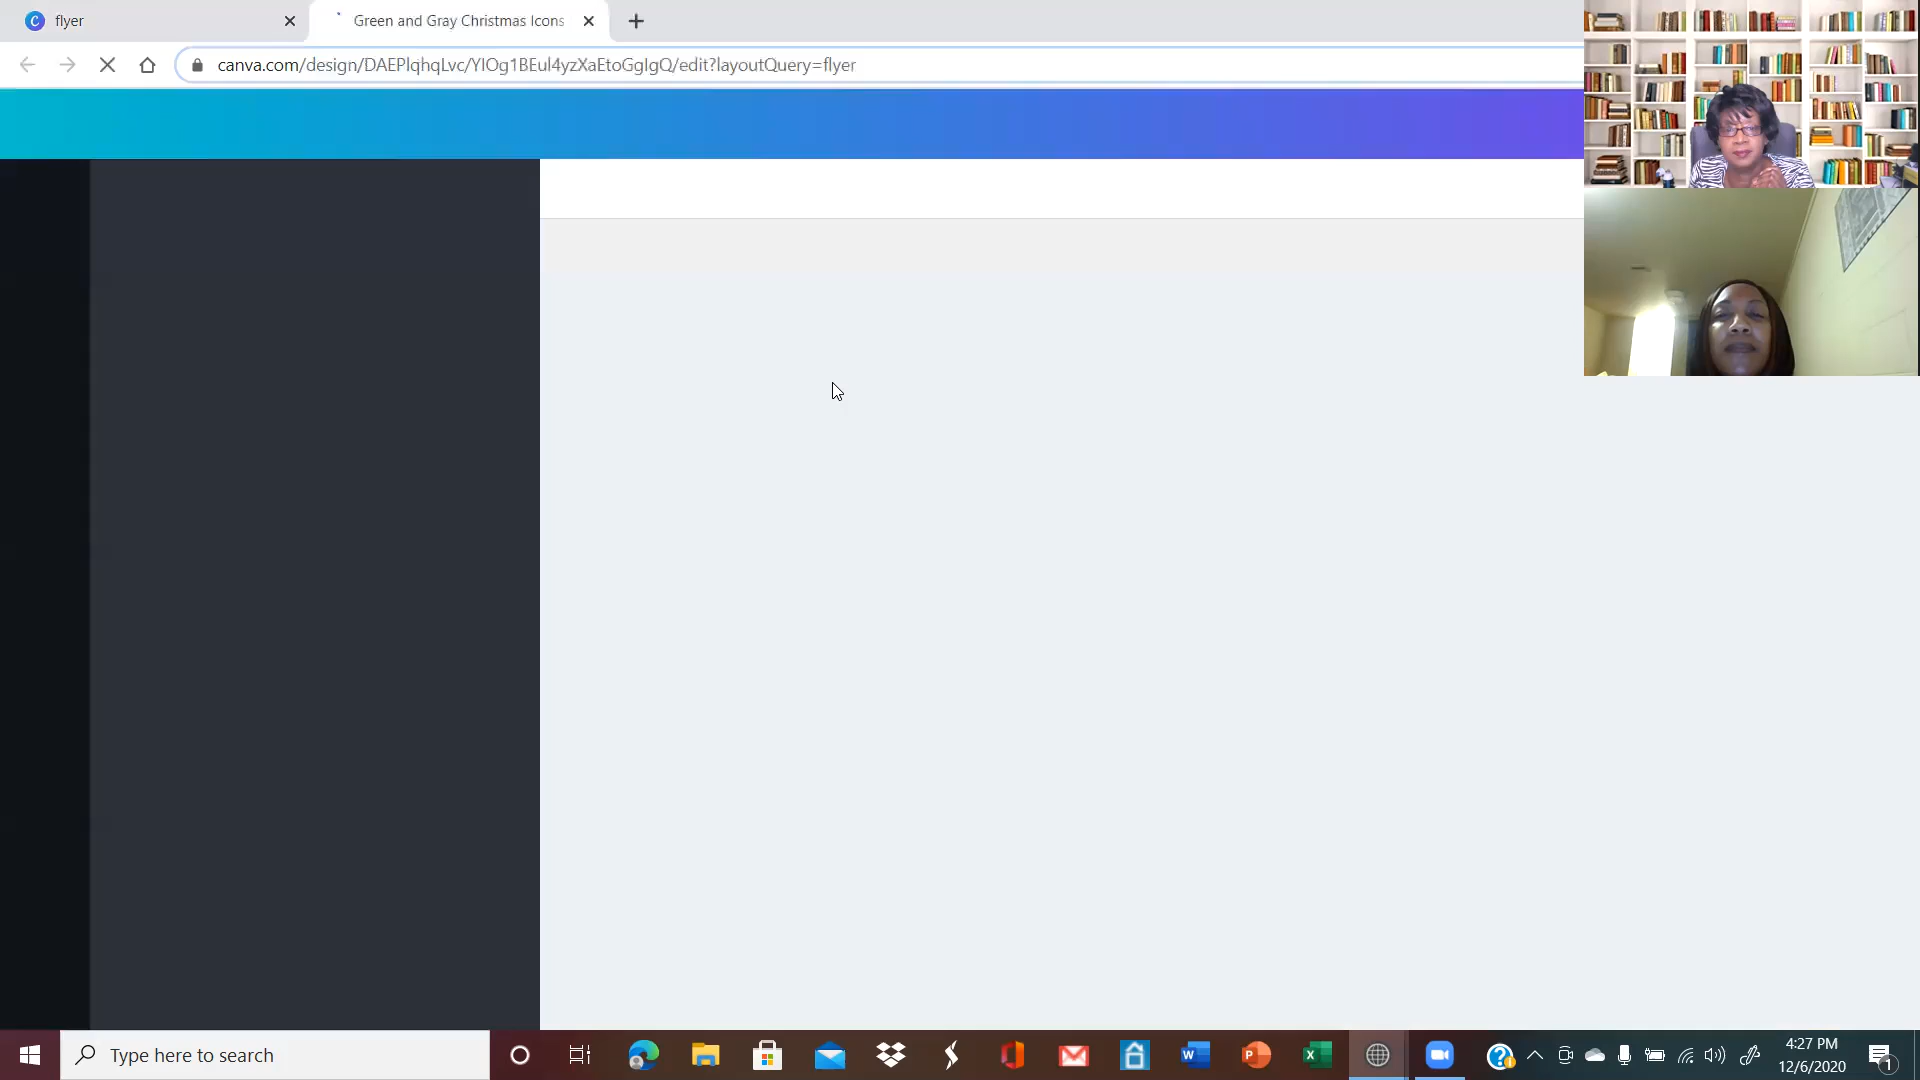 flyer
Green and Gray Christmas Icons
canva.com/design/DAEPlqhqLvc/YIOg1BEul4yzXaEtoGgIgQ/edit?layoutQuery=flyer
Type here to search
4:27 PM
12/6/2020
1